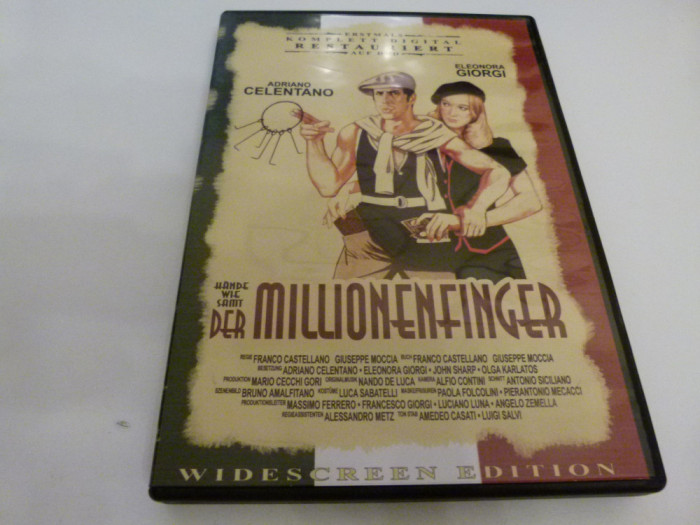 ERSTMALS
KOMPLETT DIGITAL
RESTAURIERT
AUF DVD
ADRIANO
CELENTANO
ELEONORA
GIORGI
HÄNDE
WIE
SAMT
DER MILLIONENFINGER
REGIE FRANCO CASTELLANO GIUSEPPE MOCCIA BUCH FRANCO CASTELLANO GIUSEPPE MOCCIA
BESETZUNG ADRIANO CELENTANO • ELEONORA GIORGI • JOHN SHARP • OLGA KARLATOS
PRODUKTION MARIO CECCHI GORI ORIGINALMUSIK NANDO DE LUCA KAMERA ALFIO CONTINI SCHNITT ANTONIO SICILIANO
SZENENBILD BRUNO AMALFITANO KOSTÜME LUCA SABATELLI MASKE/FRISUREN PAOLA FOLCOLINI • PIERANTONIO MECACCI
PRODUKTIONSLEITER MASSIMO FERRERO • FRANCESCO GIORGI • LUCIANO LUNA • ANGELO ZEMELLA
REGIEASSISTENTEN ALESSANDRO METZ TON STAB AMEDEO CASATI • LUIGI SALVI
WIDESCREEN EDITION